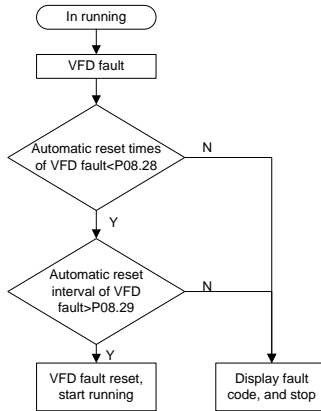 In running
VFD fault
Automatic reset times
of VFD fault<P08.28
N
Y
Automatic reset
interval of VFD
fault>P08.29
N
Y
VFD fault reset,
start running
Display fault
code, and stop